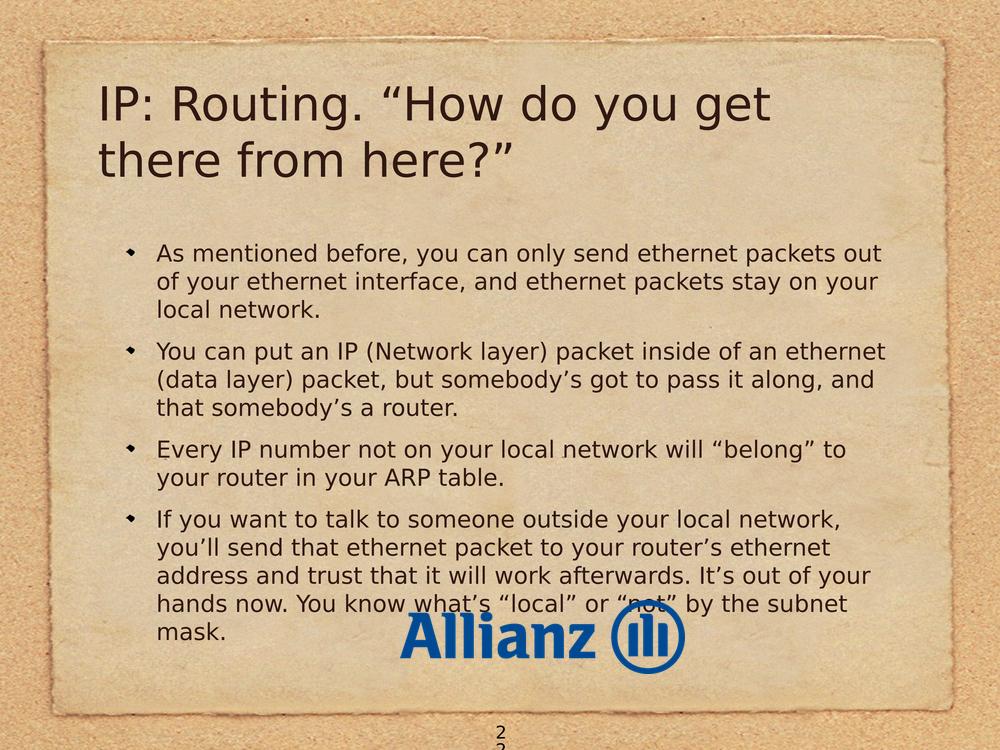 IP: Routing. “How do you get
there from here?”
As mentioned before, you can only send ethernet packets out
of your ethernet interface, and ethernet packets stay on your
local network.
You can put an IP (Network layer) packet inside of an ethernet
(data layer) packet, but somebody’s got to pass it along, and
that somebody’s a router.
Every IP number not on your local network will “belong” to
your router in your ARP table.
If you want to talk to someone outside your local network,
you’ll send that ethernet packet to your router’s ethernet
address and trust that it will work afterwards. It’s out of your
hands now. You know what’s “local” or “not” by the subnet
mask.
Allianz
2
2